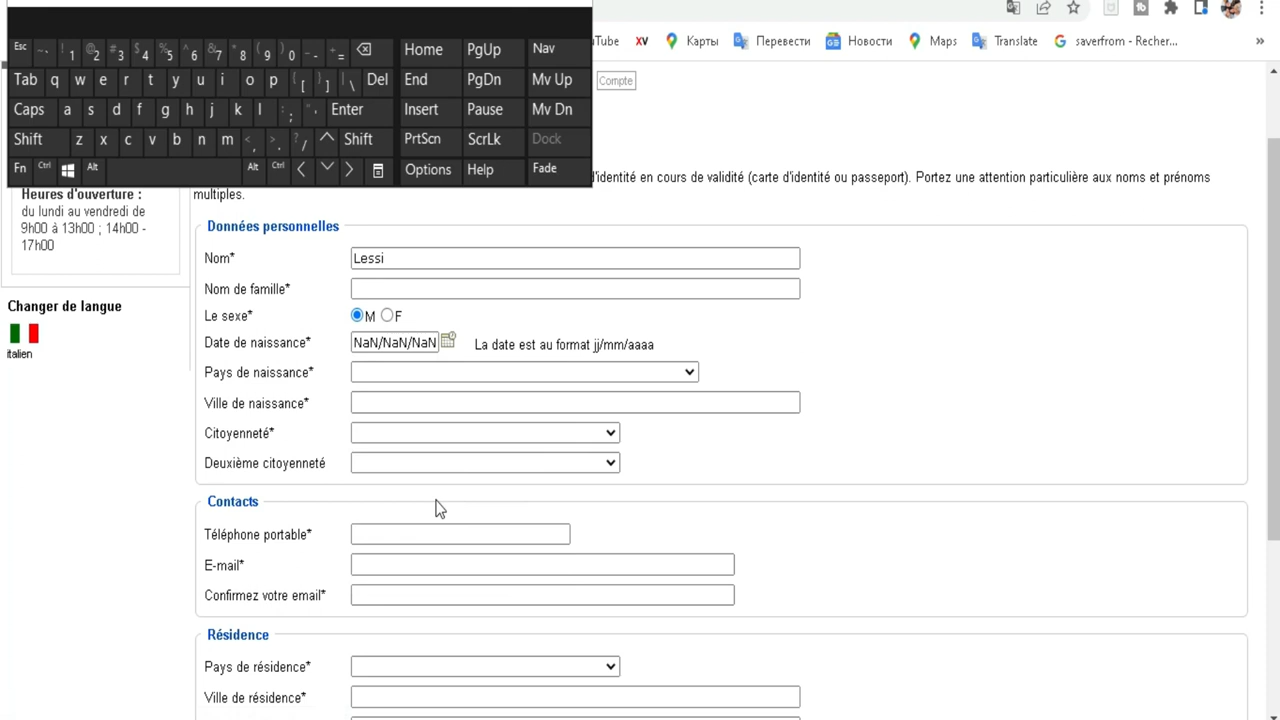 Esc ~ ` ! 1 @ 2 # 3 $ 4 % 5 ^ 6 & 7 * 8 ( 9 ) 0 _ - + = Home PgUp Nav
Tab q w e r t y u i o p { [ } ] | \ Del End PgDn Mv Up
Caps a s d f g h j k l : ; " ' Enter Insert Pause Mv Dn
Shift z x c v b n m < , > . ? / Shift PrtScn ScrLk Dock
Fn Ctrl Alt Alt Ctrl Options Help Fade
Tube XV Карты Перевести Новости Maps Translate saverfrom - Recher... »
Compte
d'identité en cours de validité (carte d'identité ou passeport). Portez une attention particulière aux noms et prénoms
multiples.
Heures d'ouverture :
du lundi au vendredi de
9h00 à 13h00 ; 14h00 -
17h00
Changer de langue
italien
Données personnelles
Nom* Lessi
Nom de famille*
Le sexe* M F
Date de naissance* NaN/NaN/NaN La date est au format jj/mm/aaaa
Pays de naissance*
Ville de naissance*
Citoyenneté*
Deuxième citoyenneté
Contacts
Téléphone portable*
E-mail*
Confirmez votre email*
Résidence
Pays de résidence*
Ville de résidence*